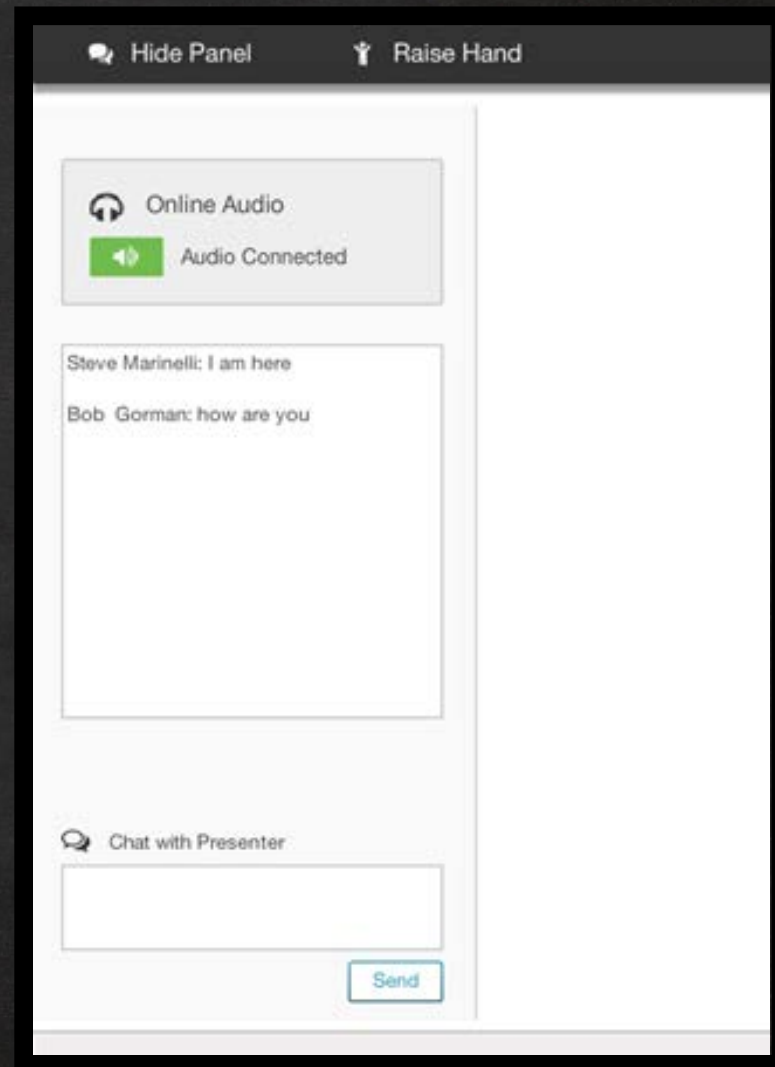 Hide Panel Raise Hand
Online Audio
Audio Connected
Steve Marinelli: I am here
Bob Gorman: how are you
Chat with Presenter
Send